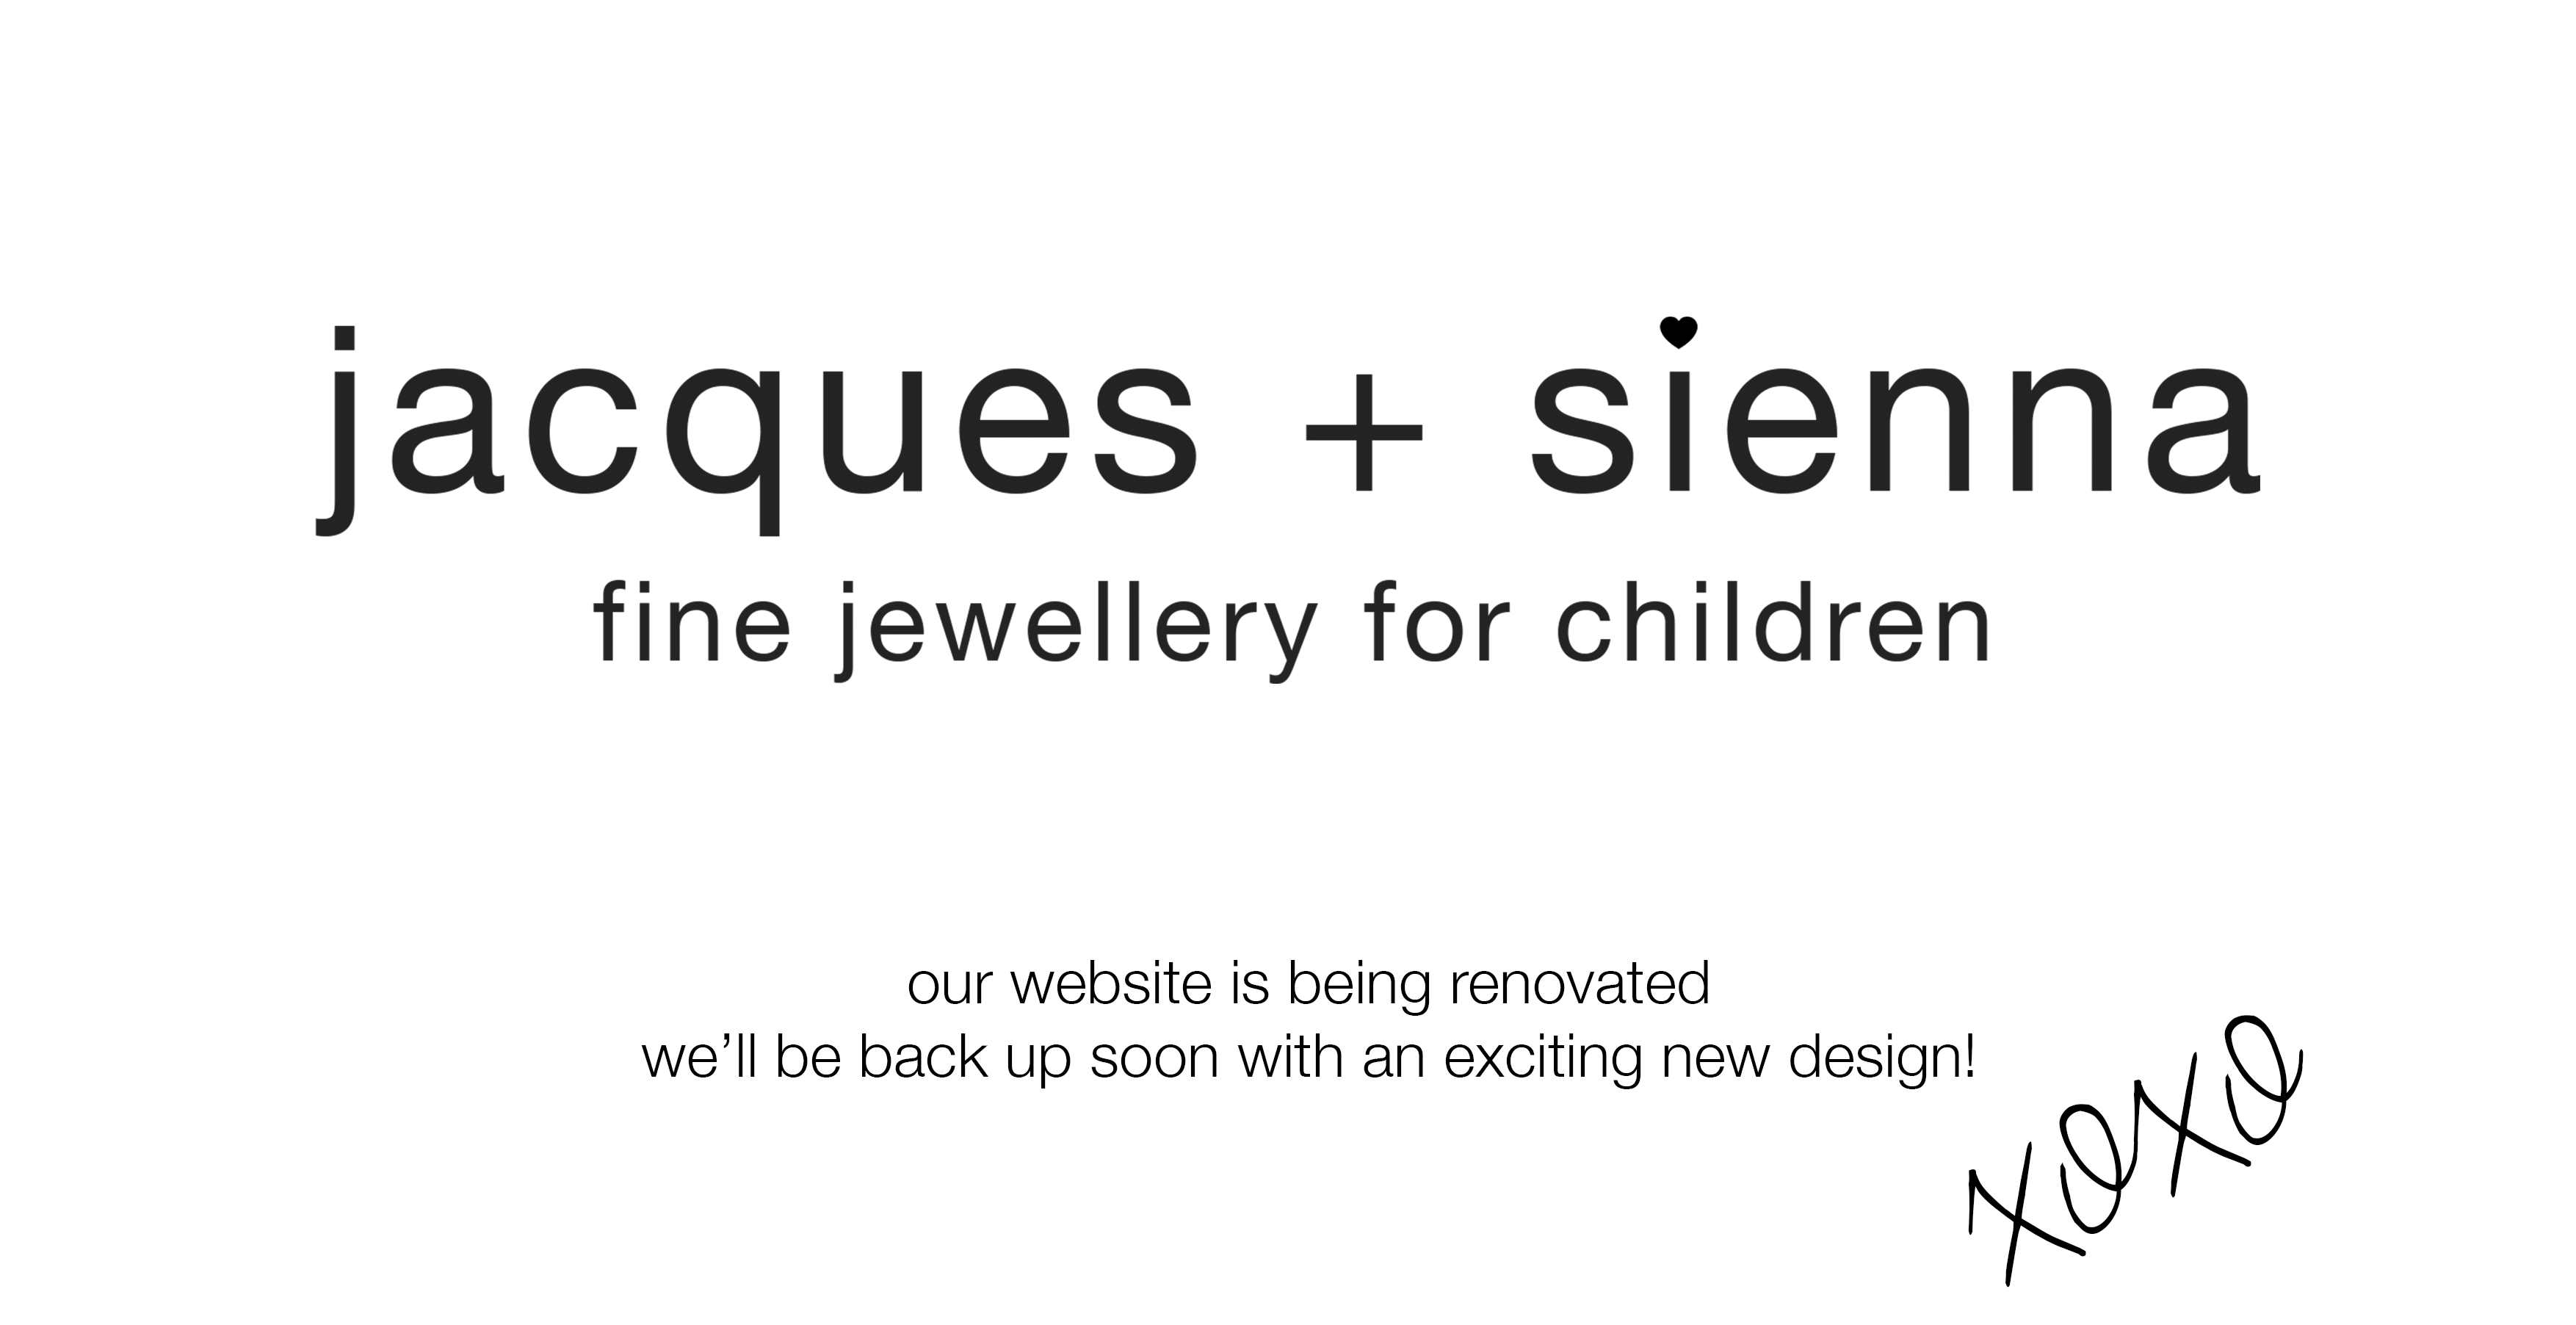 jacques + sienna
fine jewellery for children
our website is being renovated
we’ll be back up soon with an exciting new design!
xoxo